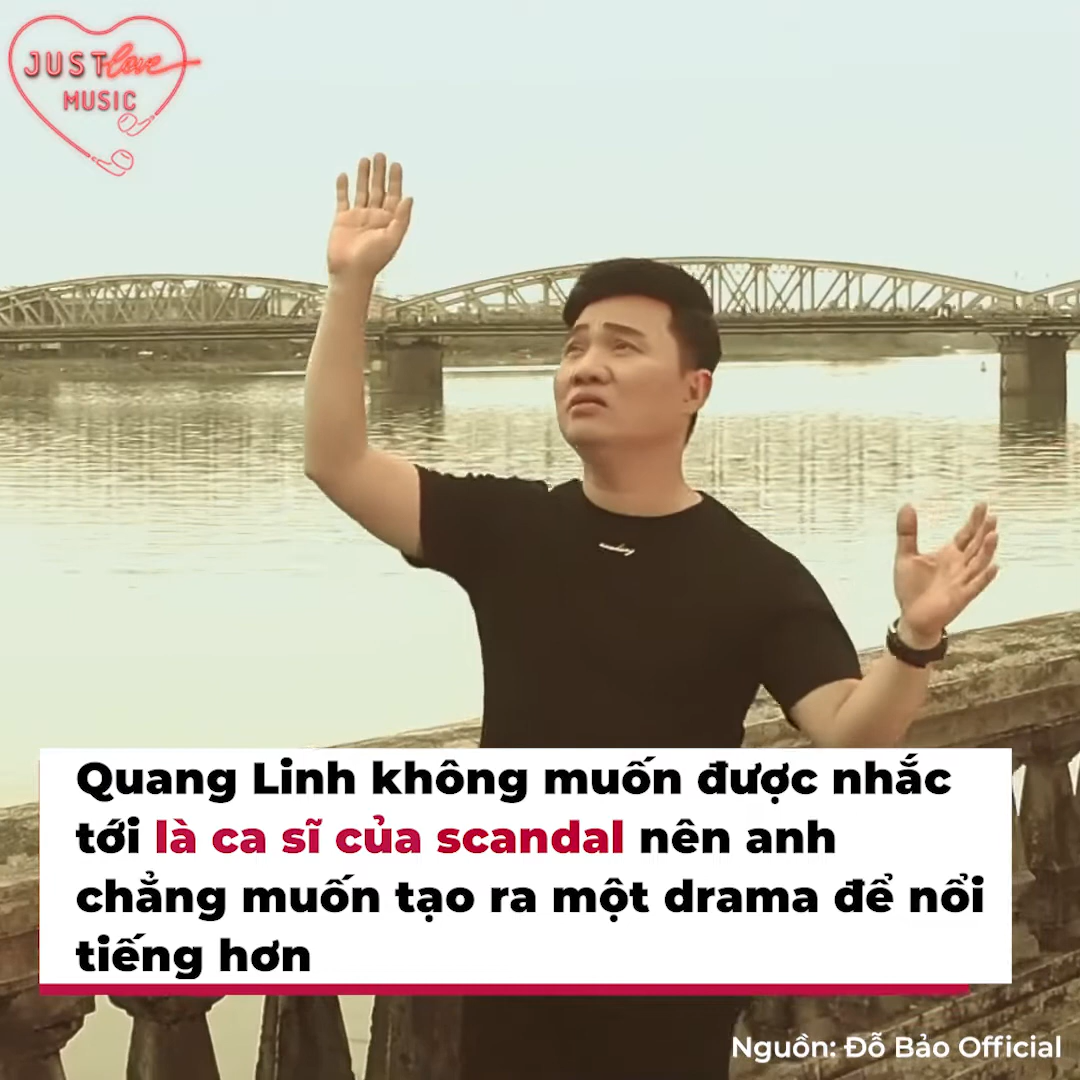 JUST love
MUSIC
Quang Linh không muốn được nhắc
tới là ca sĩ của scandal nên anh
chẳng muốn tạo ra một drama để nổi
tiếng hơn
Nguồn: Đỗ Bảo Official